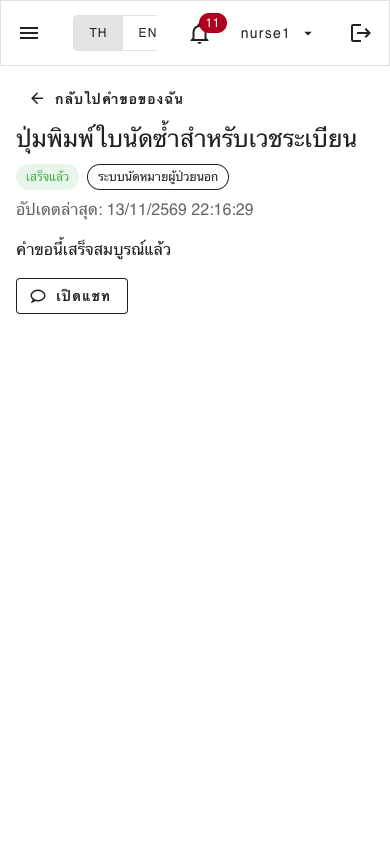 TH EN 11 nurse1
กลับไปคำขอของฉัน
ปุ่มพิมพ์ใบนัดซ้ำสำหรับเวชระเบียน
เสร็จแล้ว ระบบนัดหมายผู้ป่วยนอก
อัปเดตล่าสุด: 13/11/2569 22:16:29
คำขอนี้เสร็จสมบูรณ์แล้ว
เปิดแชท